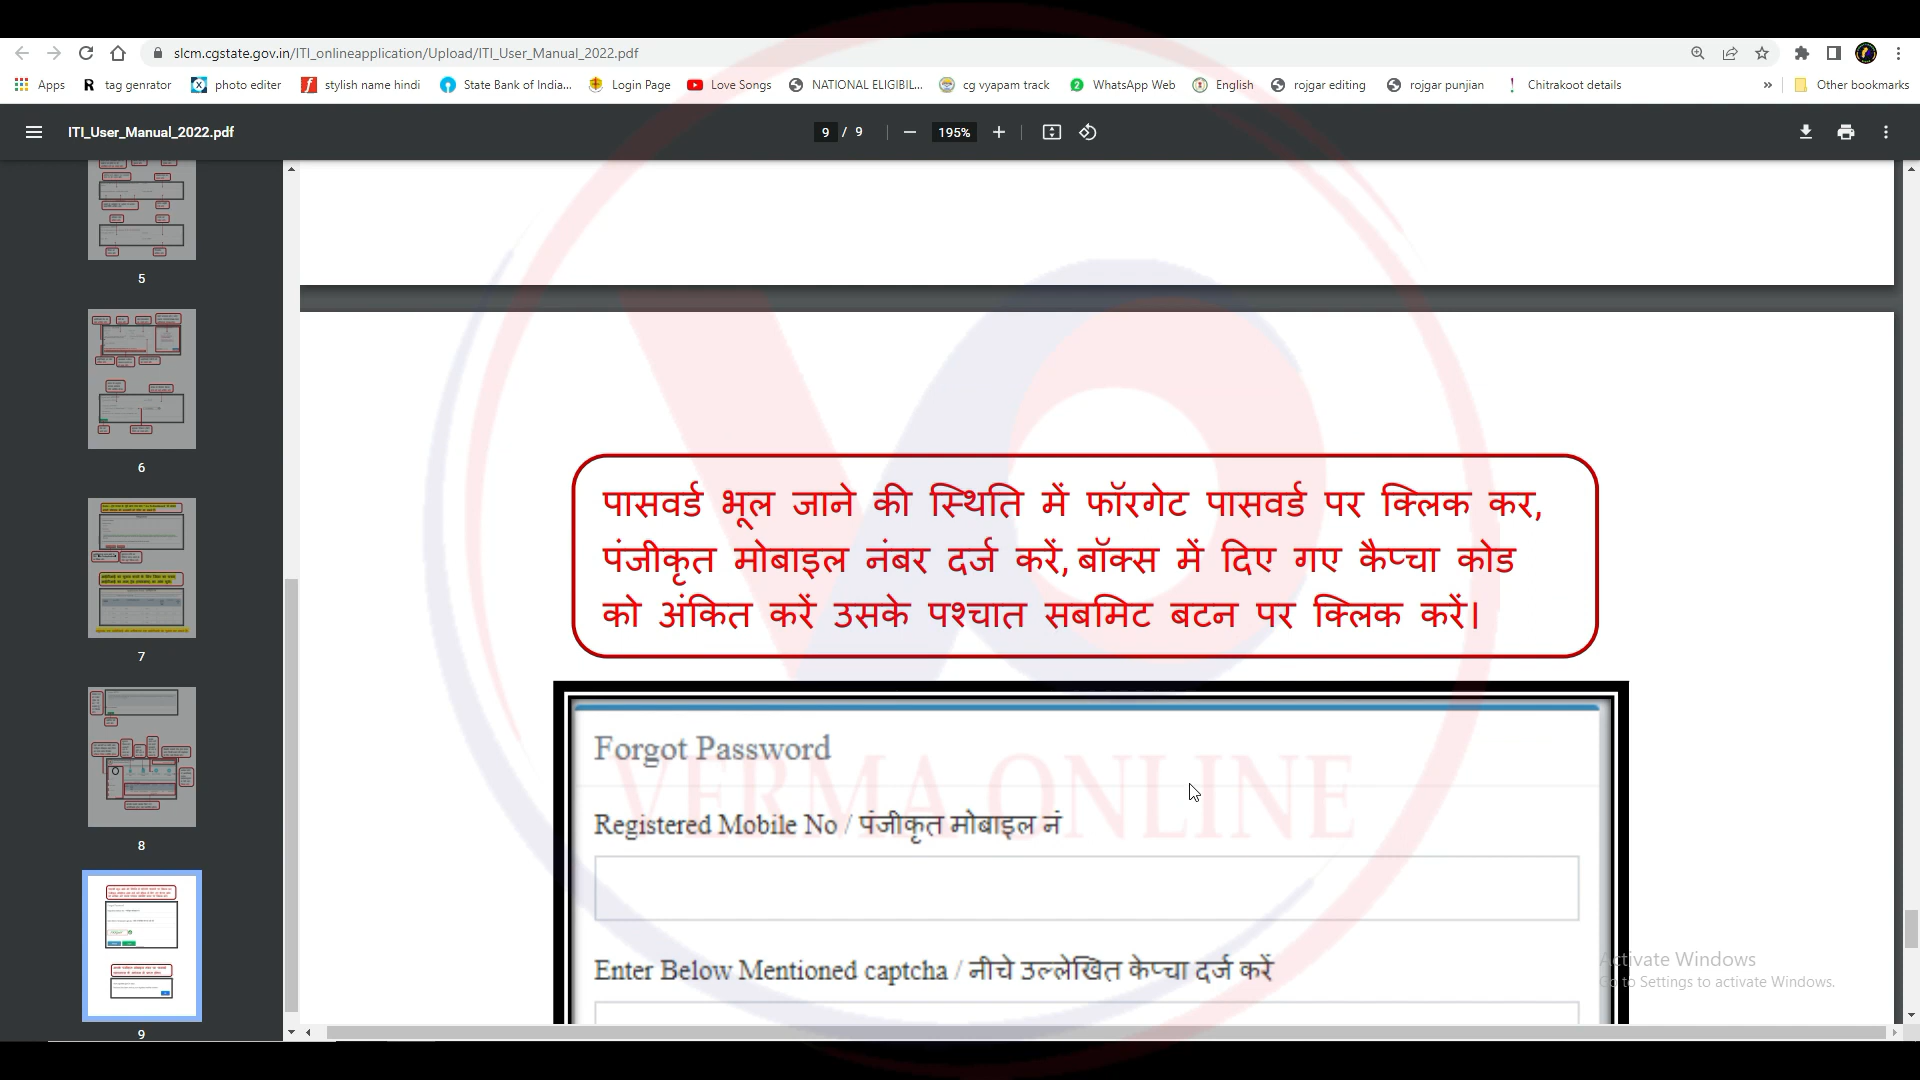 slcm.cgstate.gov.in/ITI_onlineapplication/Upload/ITI_User_Manual_2022.pdf
Apps tag genrator photo editer stylish name hindi State Bank of India... Login Page Love Songs NATIONAL ELIGIBIL... cg vyapam track WhatsApp Web English rojgar editing rojgar punjian Chitrakoot details » Other bookmarks
ITI_User_Manual_2022.pdf 9 / 9 195%
5
6
7
8
9
पासवर्ड भूल जाने की स्थिति में फॉरगेट पासवर्ड पर क्लिक कर,
पंजीकृत मोबाइल नंबर दर्ज करें, बॉक्स में दिए गए कैप्चा कोड
को अंकित करें उसके पश्चात सबमिट बटन पर क्लिक करें।
Forgot Password
VERMA ONLINE
Registered Mobile No / पंजीकृत मोबाइल नं
Enter Below Mentioned captcha / नीचे उल्लेखित केप्चा दर्ज करें
Activate Windows
Go to Settings to activate Windows.